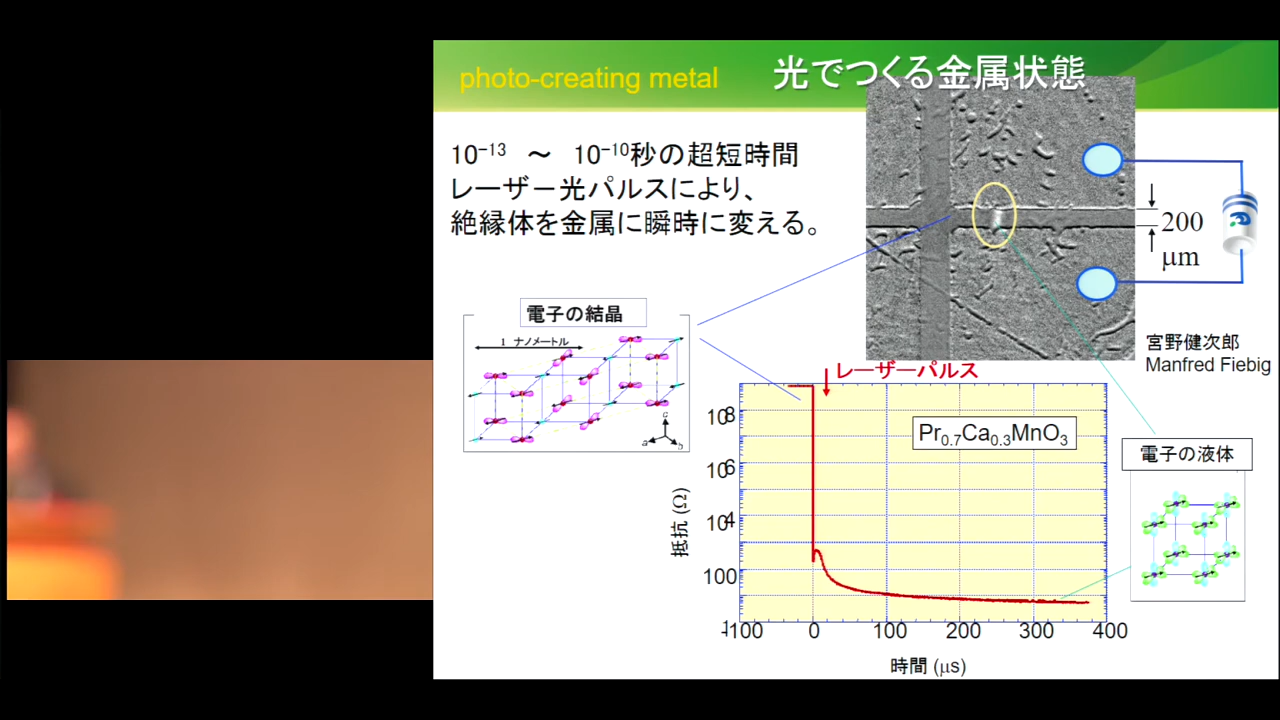 photo-creating metal
光でつくる金属状態
10⁻¹³ ～ 10⁻¹⁰秒の超短時間
レーザー光パルスにより、
絶縁体を金属に瞬時に変える。
200
μm
宮野健次郎
Manfred Fiebig
電子の結晶
1 ナノメートル
c
a
b
レーザーパルス
Pr₀.₇Ca₀.₃MnO₃
電子の液体
抵抗 (Ω)
10⁸
10⁶
10⁴
100
-100 0 100 200 300 400
時間 (μs)